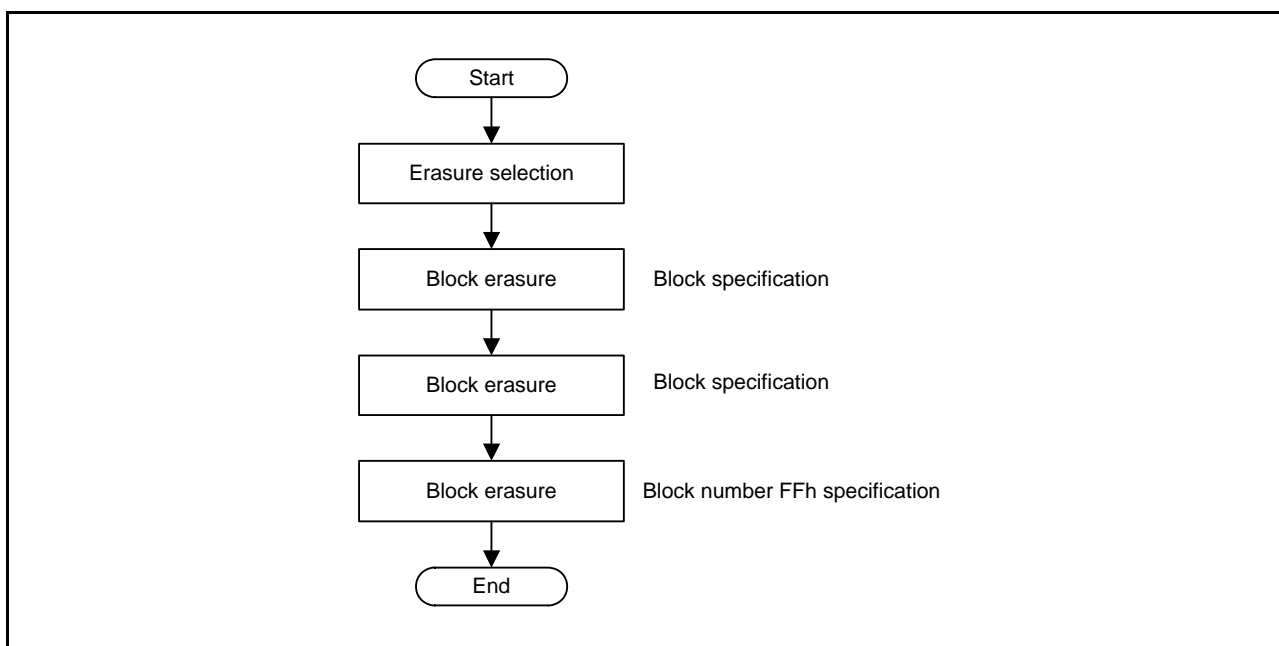 Start
Erasure selection
Block erasure
Block specification
Block erasure
Block specification
Block erasure
Block number FFh specification
End